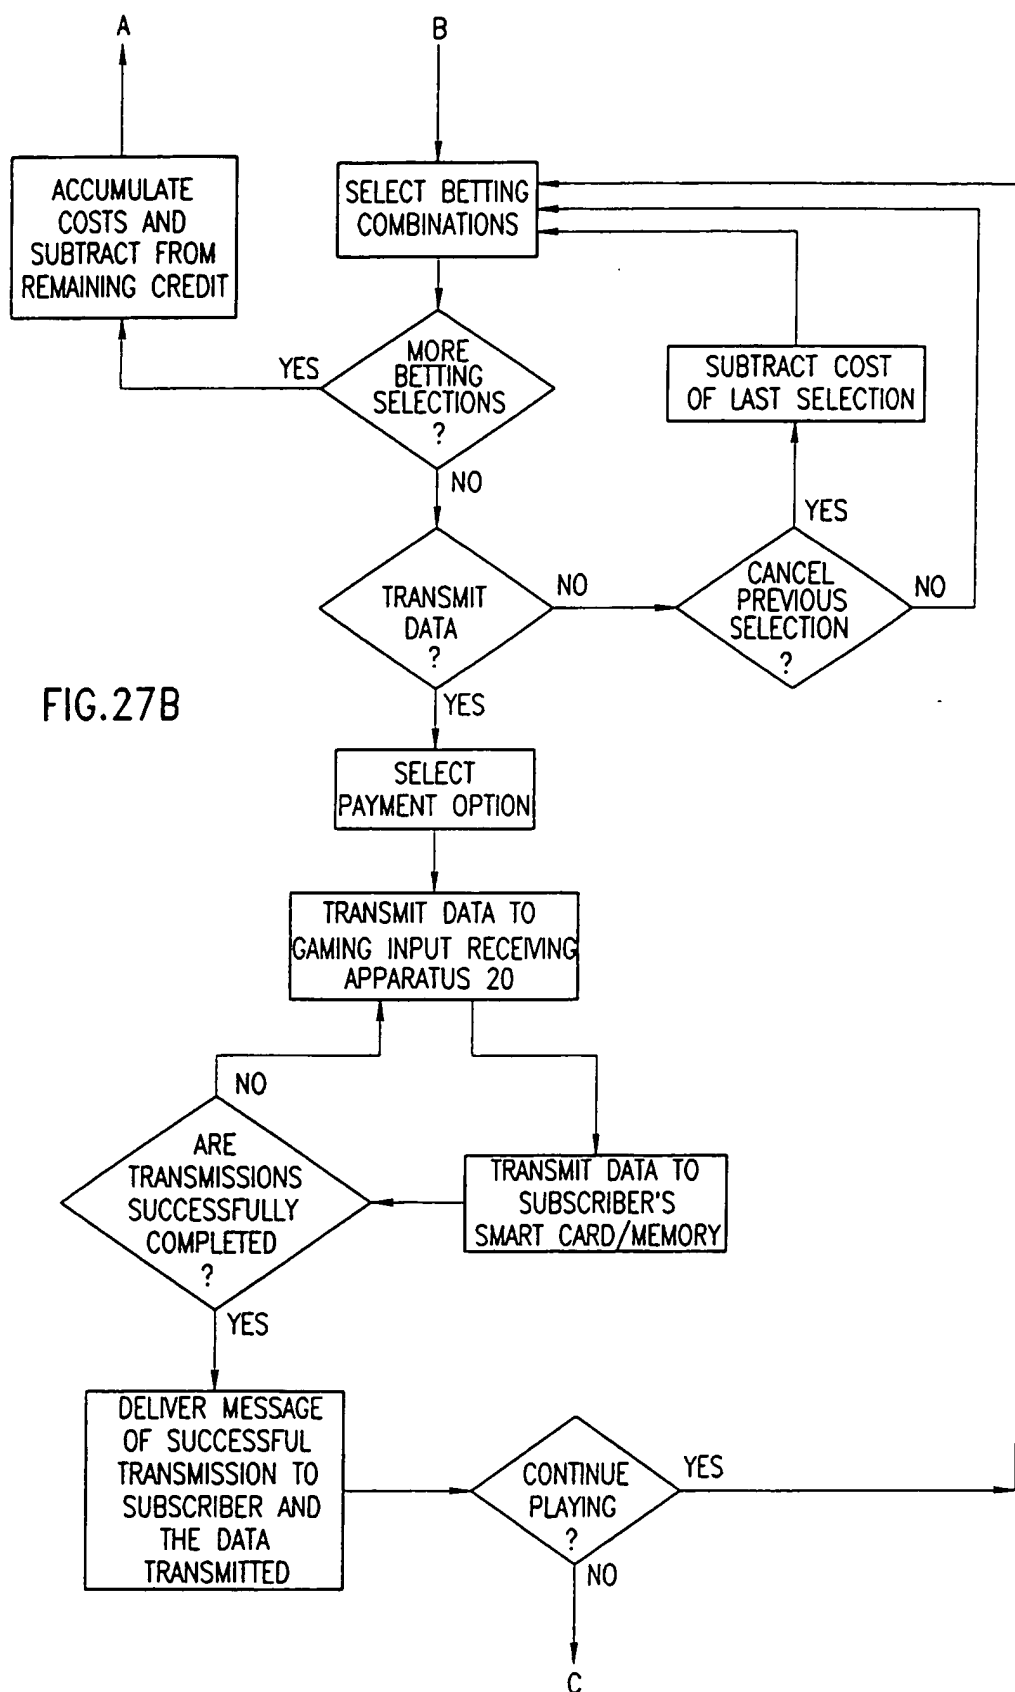 A
B
ACCUMULATE
COSTS AND
SUBTRACT FROM
REMAINING CREDIT
SELECT BETTING
COMBINATIONS
YES
MORE
BETTING
SELECTIONS
?
SUBTRACT COST
OF LAST SELECTION
NO
YES
TRANSMIT
DATA
?
NO
CANCEL
PREVIOUS
SELECTION
?
NO
FIG.27B
YES
SELECT
PAYMENT OPTION
TRANSMIT DATA TO
GAMING INPUT RECEIVING
APPARATUS 20
NO
ARE
TRANSMISSIONS
SUCCESSFULLY
COMPLETED
?
TRANSMIT DATA TO
SUBSCRIBER'S
SMART CARD/MEMORY
YES
DELIVER MESSAGE
OF SUCCESSFUL
TRANSMISSION TO
SUBSCRIBER AND
THE DATA
TRANSMITTED
CONTINUE
PLAYING
?
YES
NO
C